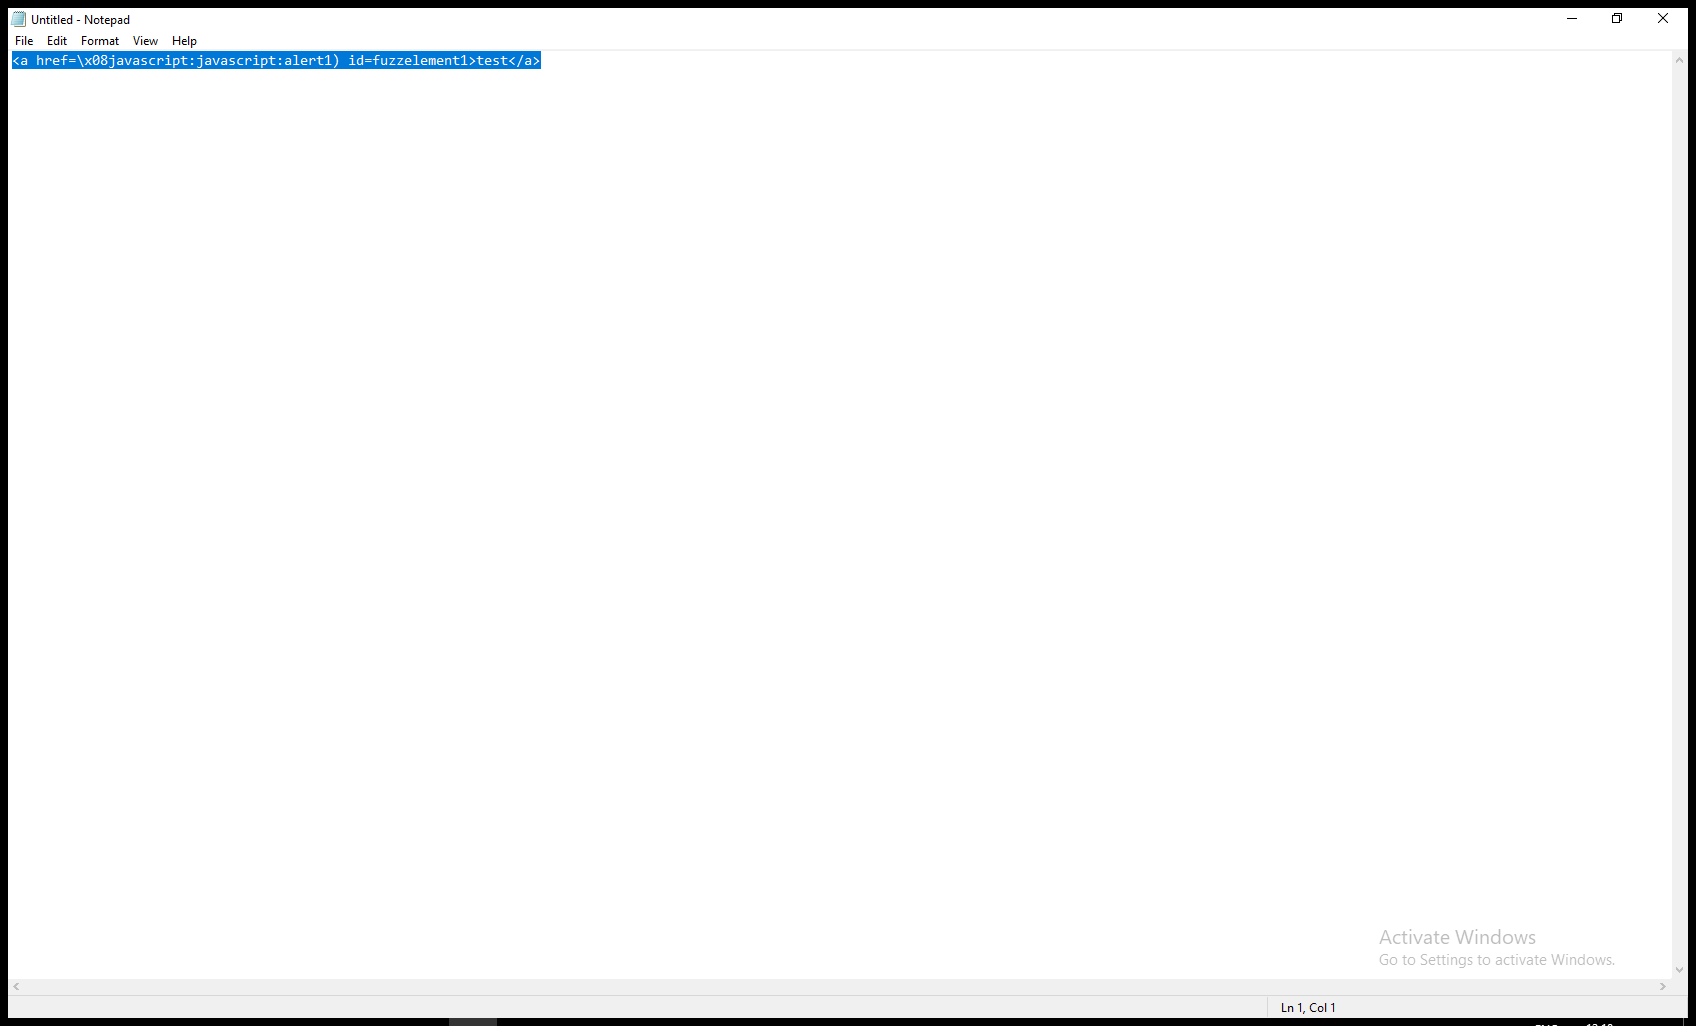 Untitled - Notepad
File Edit Format View Help
<a href=\x08javascript:javascript:alert1) id=fuzzelement1>test</a>
Activate Windows
Go to Settings to activate Windows.
Ln 1, Col 1